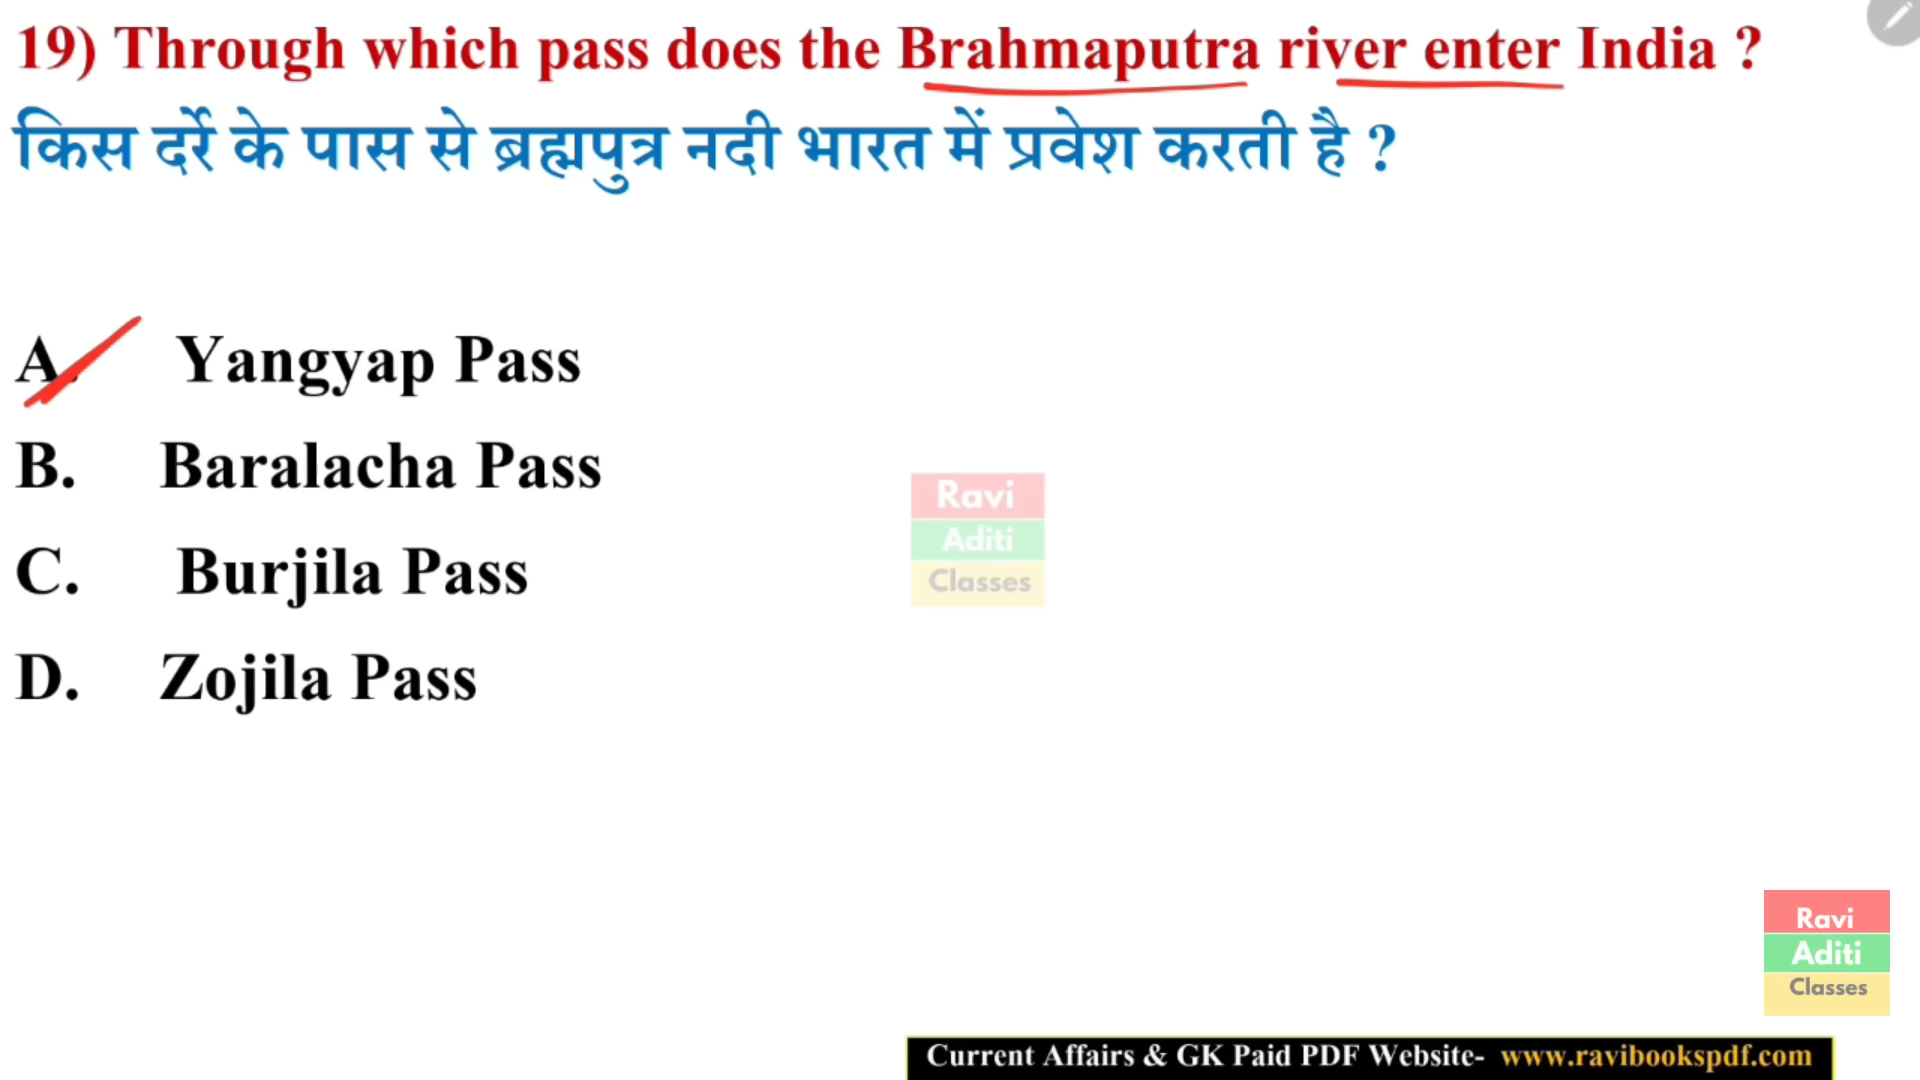 19) Through which pass does the Brahmaputra river enter India ?
किस दर्रे के पास से ब्रह्मपुत्र नदी भारत में प्रवेश करती है ?
A. Yangyap Pass
B. Baralacha Pass
Ravi
Aditi
Classes
C. Burjila Pass
D. Zojila Pass
Ravi
Aditi
Classes
Current Affairs & GK Paid PDF Website- www.ravibookspdf.com